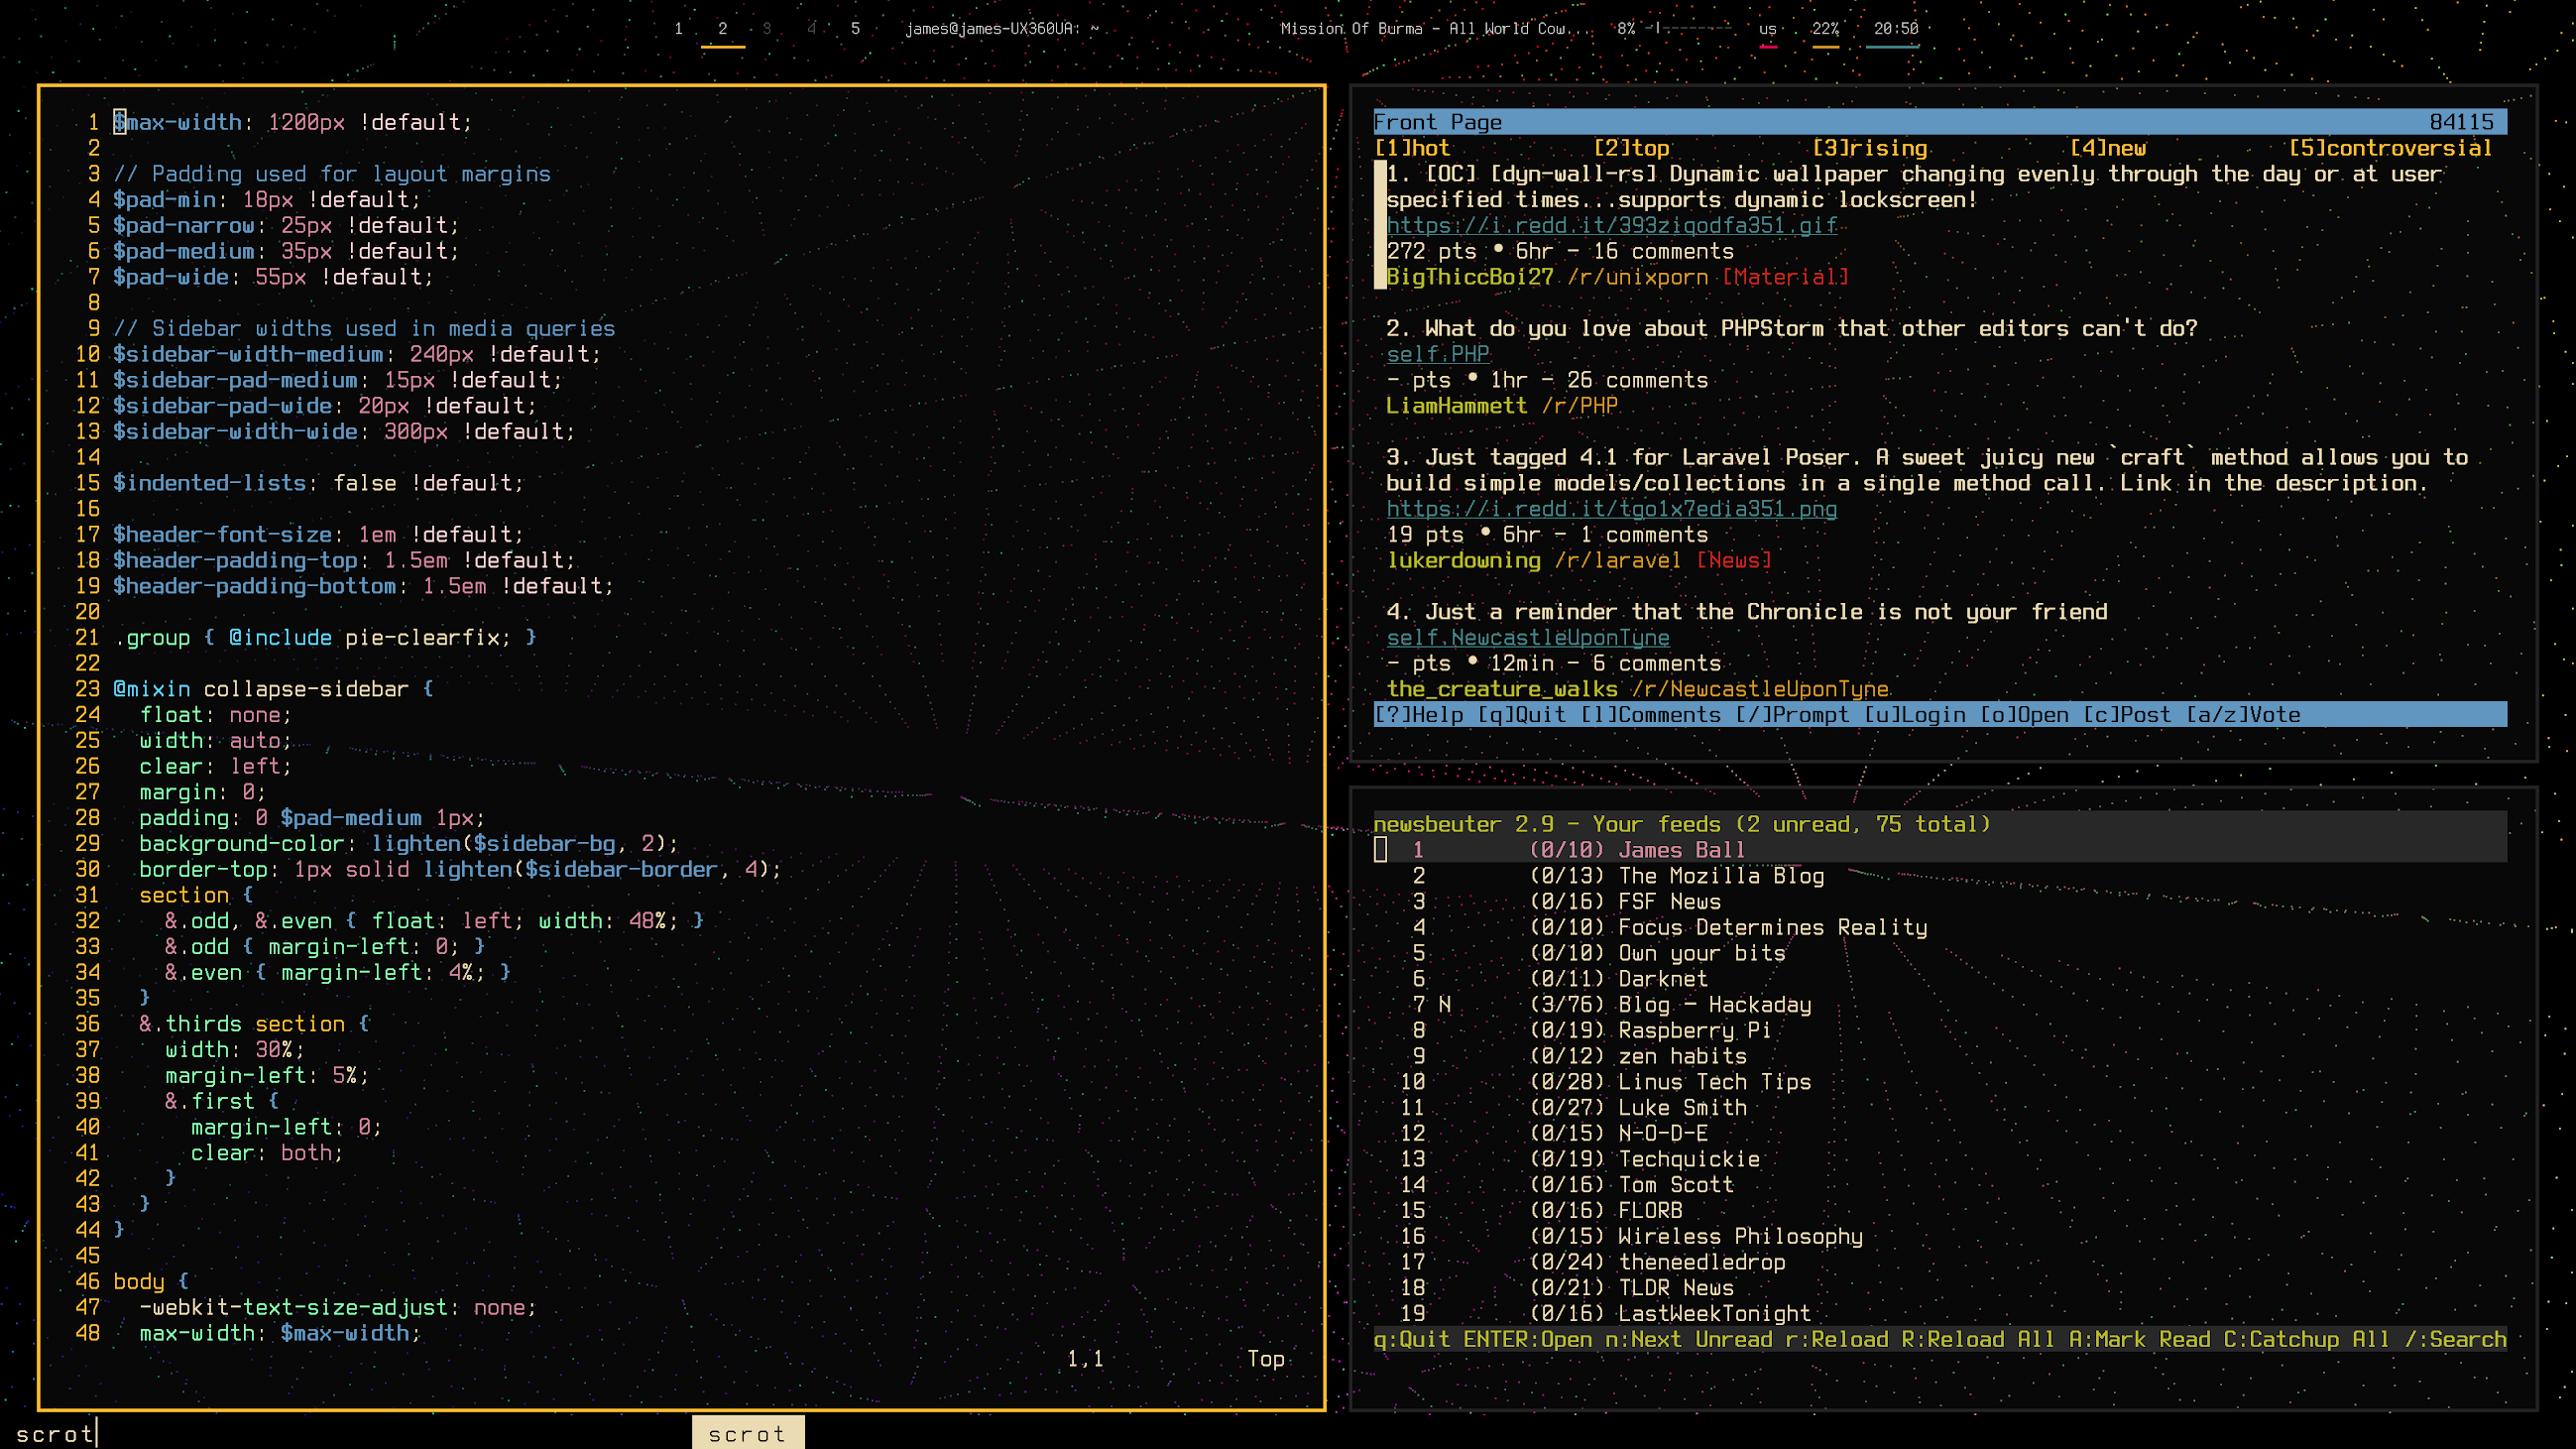 1 2 3 4 5 james@james-UX360UA: ~ Mission Of Burma - All World Cow... 8% us 22% 20:50
1 $max-width: 1200px !default;
2
3 // Padding used for layout margins
4 $pad-min: 18px !default;
5 $pad-narrow: 25px !default;
6 $pad-medium: 35px !default;
7 $pad-wide: 55px !default;
8
9 // Sidebar widths used in media queries
10 $sidebar-width-medium: 240px !default;
11 $sidebar-pad-medium: 15px !default;
12 $sidebar-pad-wide: 20px !default;
13 $sidebar-width-wide: 300px !default;
14
15 $indented-lists: false !default;
16
17 $header-font-size: 1em !default;
18 $header-padding-top: 1.5em !default;
19 $header-padding-bottom: 1.5em !default;
20
21 .group { @include pie-clearfix; }
22
23 @mixin collapse-sidebar {
24   float: none;
25   width: auto;
26   clear: left;
27   margin: 0;
28   padding: 0 $pad-medium 1px;
29   background-color: lighten($sidebar-bg, 2);
30   border-top: 1px solid lighten($sidebar-border, 4);
31   section {
32     &.odd, &.even { float: left; width: 48%; }
33     &.odd { margin-left: 0; }
34     &.even { margin-left: 4%; }
35   }
36   &.thirds section {
37     width: 30%;
38     margin-left: 5%;
39     &.first {
40       margin-left: 0;
41       clear: both;
42     }
43   }
44 }
45
46 body {
47   -webkit-text-size-adjust: none;
48   max-width: $max-width;
1,1 Top
Front Page 84115
[1]hot [2]top [3]rising [4]new [5]controversial
1. [OC] [dyn-wall-rs] Dynamic wallpaper changing evenly through the day or at user
specified times...supports dynamic lockscreen!
https://i.redd.it/393ziqodfa351.gif
272 pts • 6hr - 16 comments
BigThiccBoi27 /r/unixporn [Material]
2. What do you love about PHPStorm that other editors can't do?
self.PHP
- pts • 1hr - 26 comments
LiamHammett /r/PHP
3. Just tagged 4.1 for Laravel Poser. A sweet juicy new `craft` method allows you to
build simple models/collections in a single method call. Link in the description.
https://i.redd.it/tgo1x7edia351.png
19 pts • 6hr - 1 comments
lukerdowning /r/laravel [News]
4. Just a reminder that the Chronicle is not your friend
self.NewcastleUponTyne
- pts • 12min - 6 comments
the_creature_walks /r/NewcastleUponTyne
[?]Help [q]Quit [l]Comments [/]Prompt [u]Login [o]Open [c]Post [a/z]Vote
newsbeuter 2.9 - Your feeds (2 unread, 75 total)
1 (0/10) James Ball
2 (0/13) The Mozilla Blog
3 (0/16) FSF News
4 (0/10) Focus Determines Reality
5 (0/10) Own your bits
6 (0/11) Darknet
7 N (3/76) Blog – Hackaday
8 (0/19) Raspberry Pi
9 (0/12) zen habits
10 (0/28) Linus Tech Tips
11 (0/27) Luke Smith
12 (0/15) N-O-D-E
13 (0/19) Techquickie
14 (0/16) Tom Scott
15 (0/16) FLORB
16 (0/15) Wireless Philosophy
17 (0/24) theneedledrop
18 (0/21) TLDR News
19 (0/16) LastWeekTonight
q:Quit ENTER:Open n:Next Unread r:Reload R:Reload All A:Mark Read C:Catchup All /:Search
scrot scrot